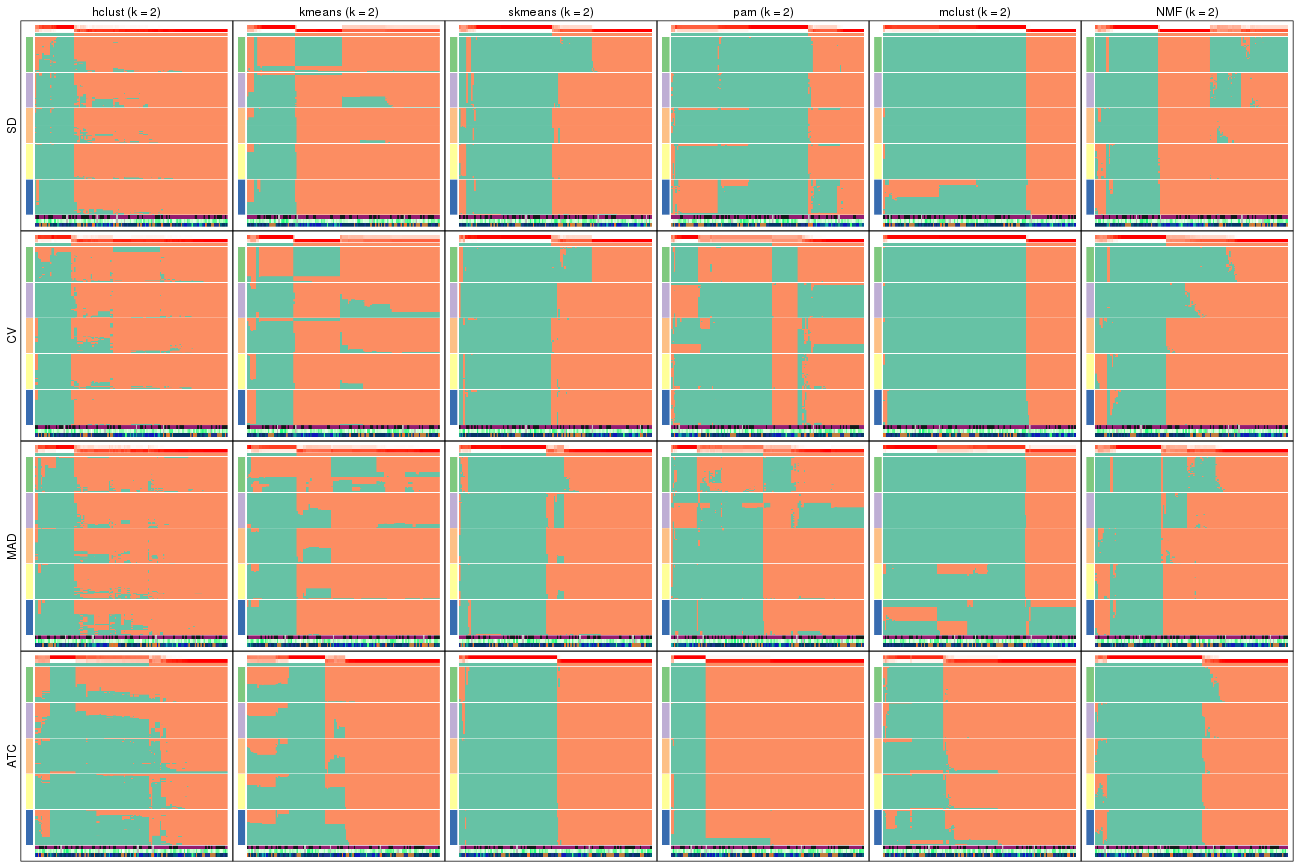 hclust (k = 2)
kmeans (k = 2)
skmeans (k = 2)
pam (k = 2)
mclust (k = 2)
NMF (k = 2)
SD
CV
MAD
ATC